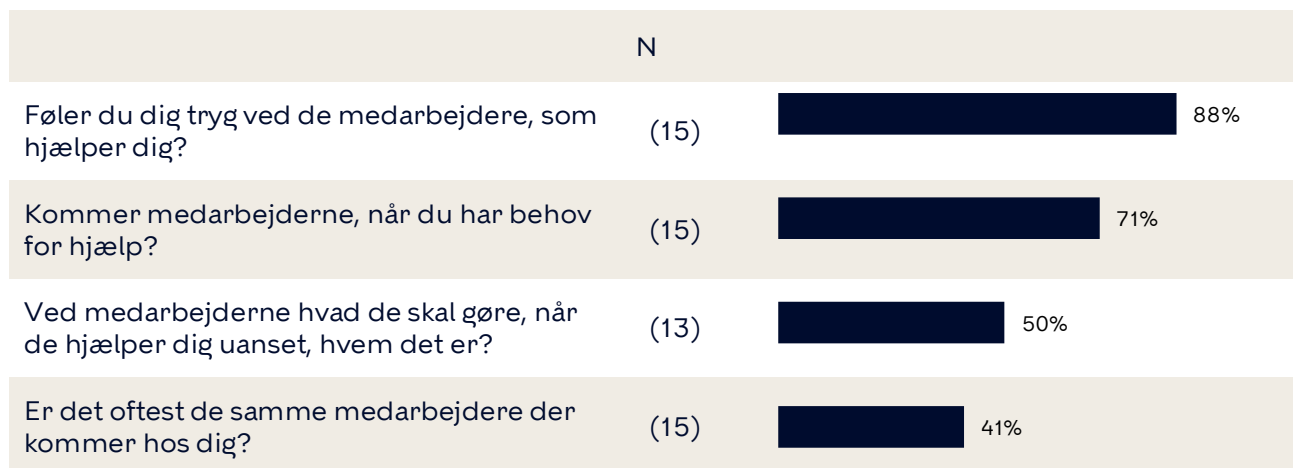 N
Føler du dig tryg ved de medarbejdere, som
hjælper dig?
(15)
88%
Kommer medarbejderne, når du har behov
for hjælp?
(15)
71%
Ved medarbejderne hvad de skal gøre, når
de hjælper dig uanset, hvem det er?
(13)
50%
Er det oftest de samme medarbejdere der
kommer hos dig?
(15)
41%